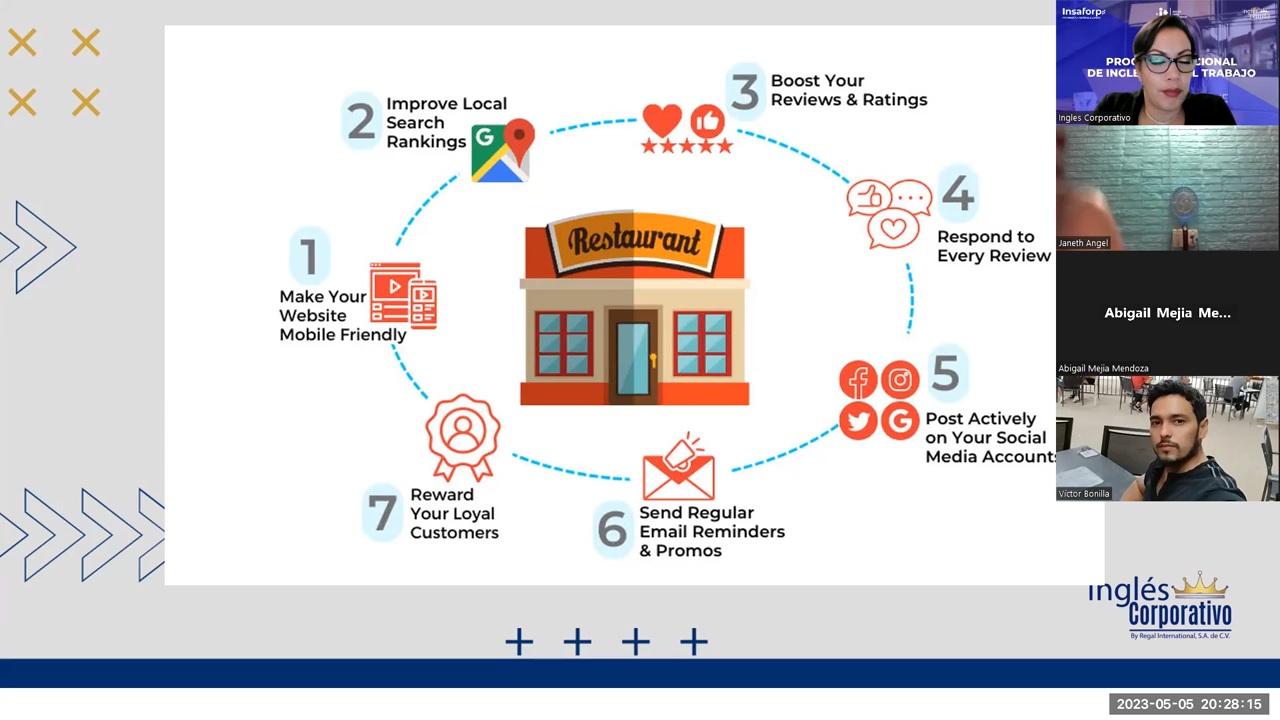 1
Make Your
Website
Mobile Friendly
2
Improve Local
Search
Rankings
G
3
Boost Your
Reviews & Ratings
4
Respond to
Every Review
5
Post Actively
on Your Social
Media Accounts
6
Send Regular
Email Reminders
& Promos
7
Reward
Your Loyal
Customers
Restaurant
Insaforp
DE INGL
L TRABAJO
Ingles Corporativo
Janeth Angel
Abigail Mejia Me...
Abigail Mejia Mendoza
Víctor Bonilla
inglés
Corporativo
By Regal International, S.A. de C.V.
2023-05-05 20:28:15